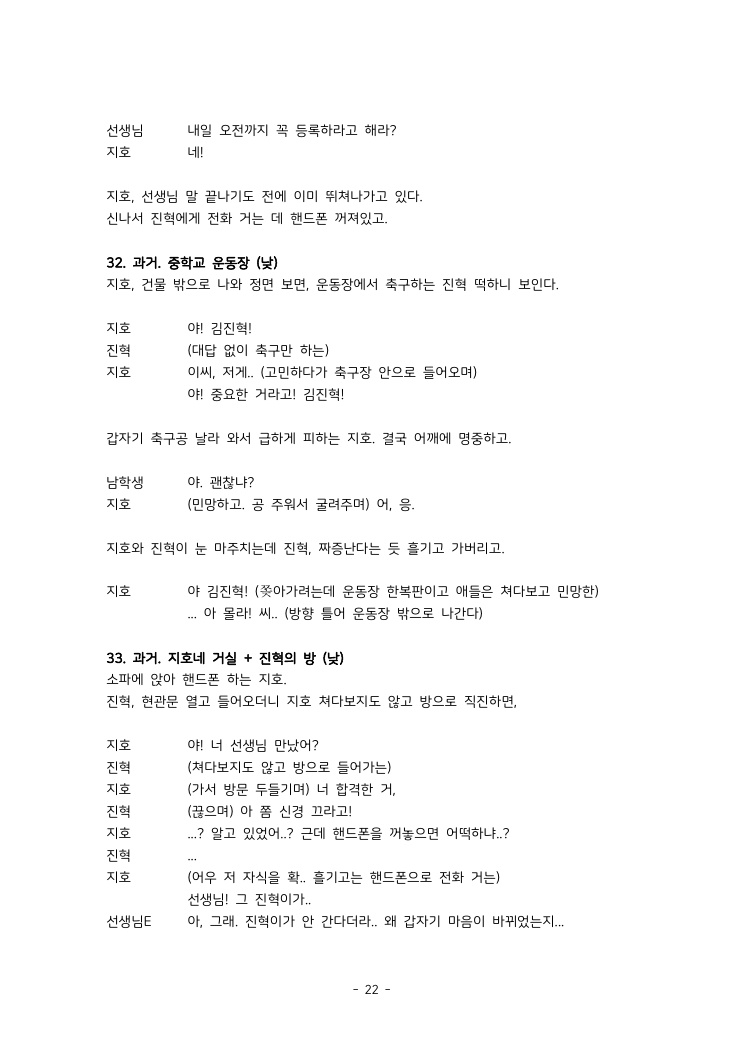 선생님 내일 오전까지 꼭 등록하라고 해라?
지호 네!
지호, 선생님 말 끝나기도 전에 이미 뛰쳐나가고 있다.
신나서 진혁에게 전화 거는 데 핸드폰 꺼져있고.
32. 과거. 중학교 운동장 (낮)
지호, 건물 밖으로 나와 정면 보면, 운동장에서 축구하는 진혁 떡하니 보인다.
지호 야! 김진혁!
진혁 (대답 없이 축구만 하는)
지호 이씨, 저게.. (고민하다가 축구장 안으로 들어오며)
야! 중요한 거라고! 김진혁!
갑자기 축구공 날라 와서 급하게 피하는 지호. 결국 어깨에 명중하고.
남학생 야. 괜찮냐?
지호 (민망하고. 공 주워서 굴려주며) 어, 응.
지호와 진혁이 눈 마주치는데 진혁, 짜증난다는 듯 흘기고 가버리고.
지호 야 김진혁! (쫓아가려는데 운동장 한복판이고 애들은 쳐다보고 민망한)
... 아 몰라! 씨.. (방향 틀어 운동장 밖으로 나간다)
33. 과거. 지호네 거실 + 진혁의 방 (낮)
소파에 앉아 핸드폰 하는 지호.
진혁, 현관문 열고 들어오더니 지호 쳐다보지도 않고 방으로 직진하면,
지호 야! 너 선생님 만났어?
진혁 (쳐다보지도 않고 방으로 들어가는)
지호 (가서 방문 두들기며) 너 합격한 거,
진혁 (끊으며) 아 쫌 신경 끄라고!
지호 ...? 알고 있었어..? 근데 핸드폰을 꺼놓으면 어떡하냐..?
진혁 ...
지호 (어우 저 자식을 확.. 흘기고는 핸드폰으로 전화 거는)
선생님! 그 진혁이가..
선생님E 아, 그래. 진혁이가 안 간다더라.. 왜 갑자기 마음이 바뀌었는지...
- 22 -